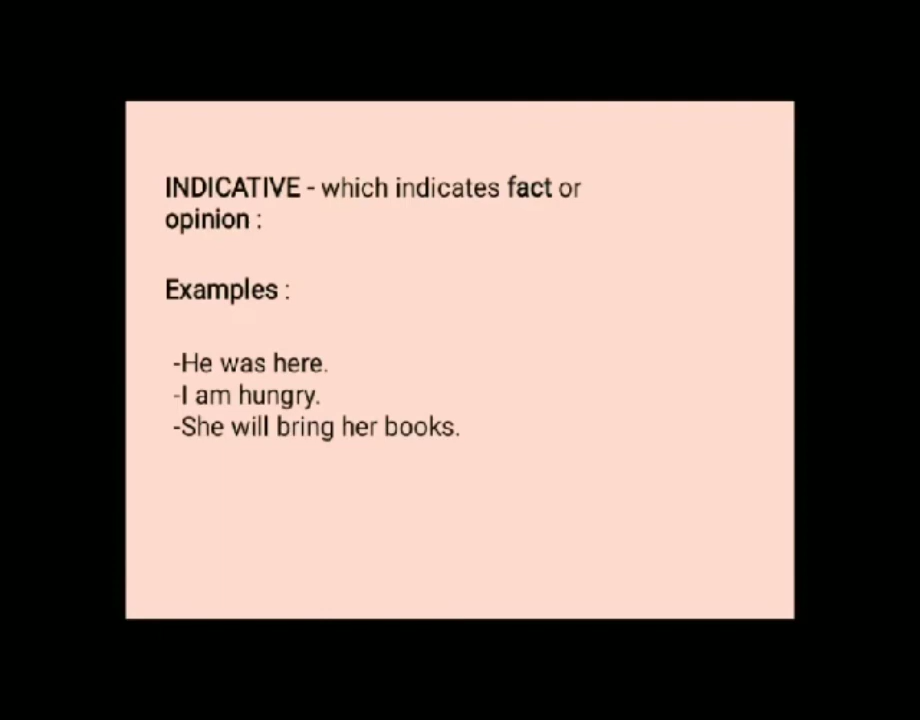 INDICATIVE - which indicates fact or
opinion :
Examples :
-He was here.
-I am hungry.
-She will bring her books.